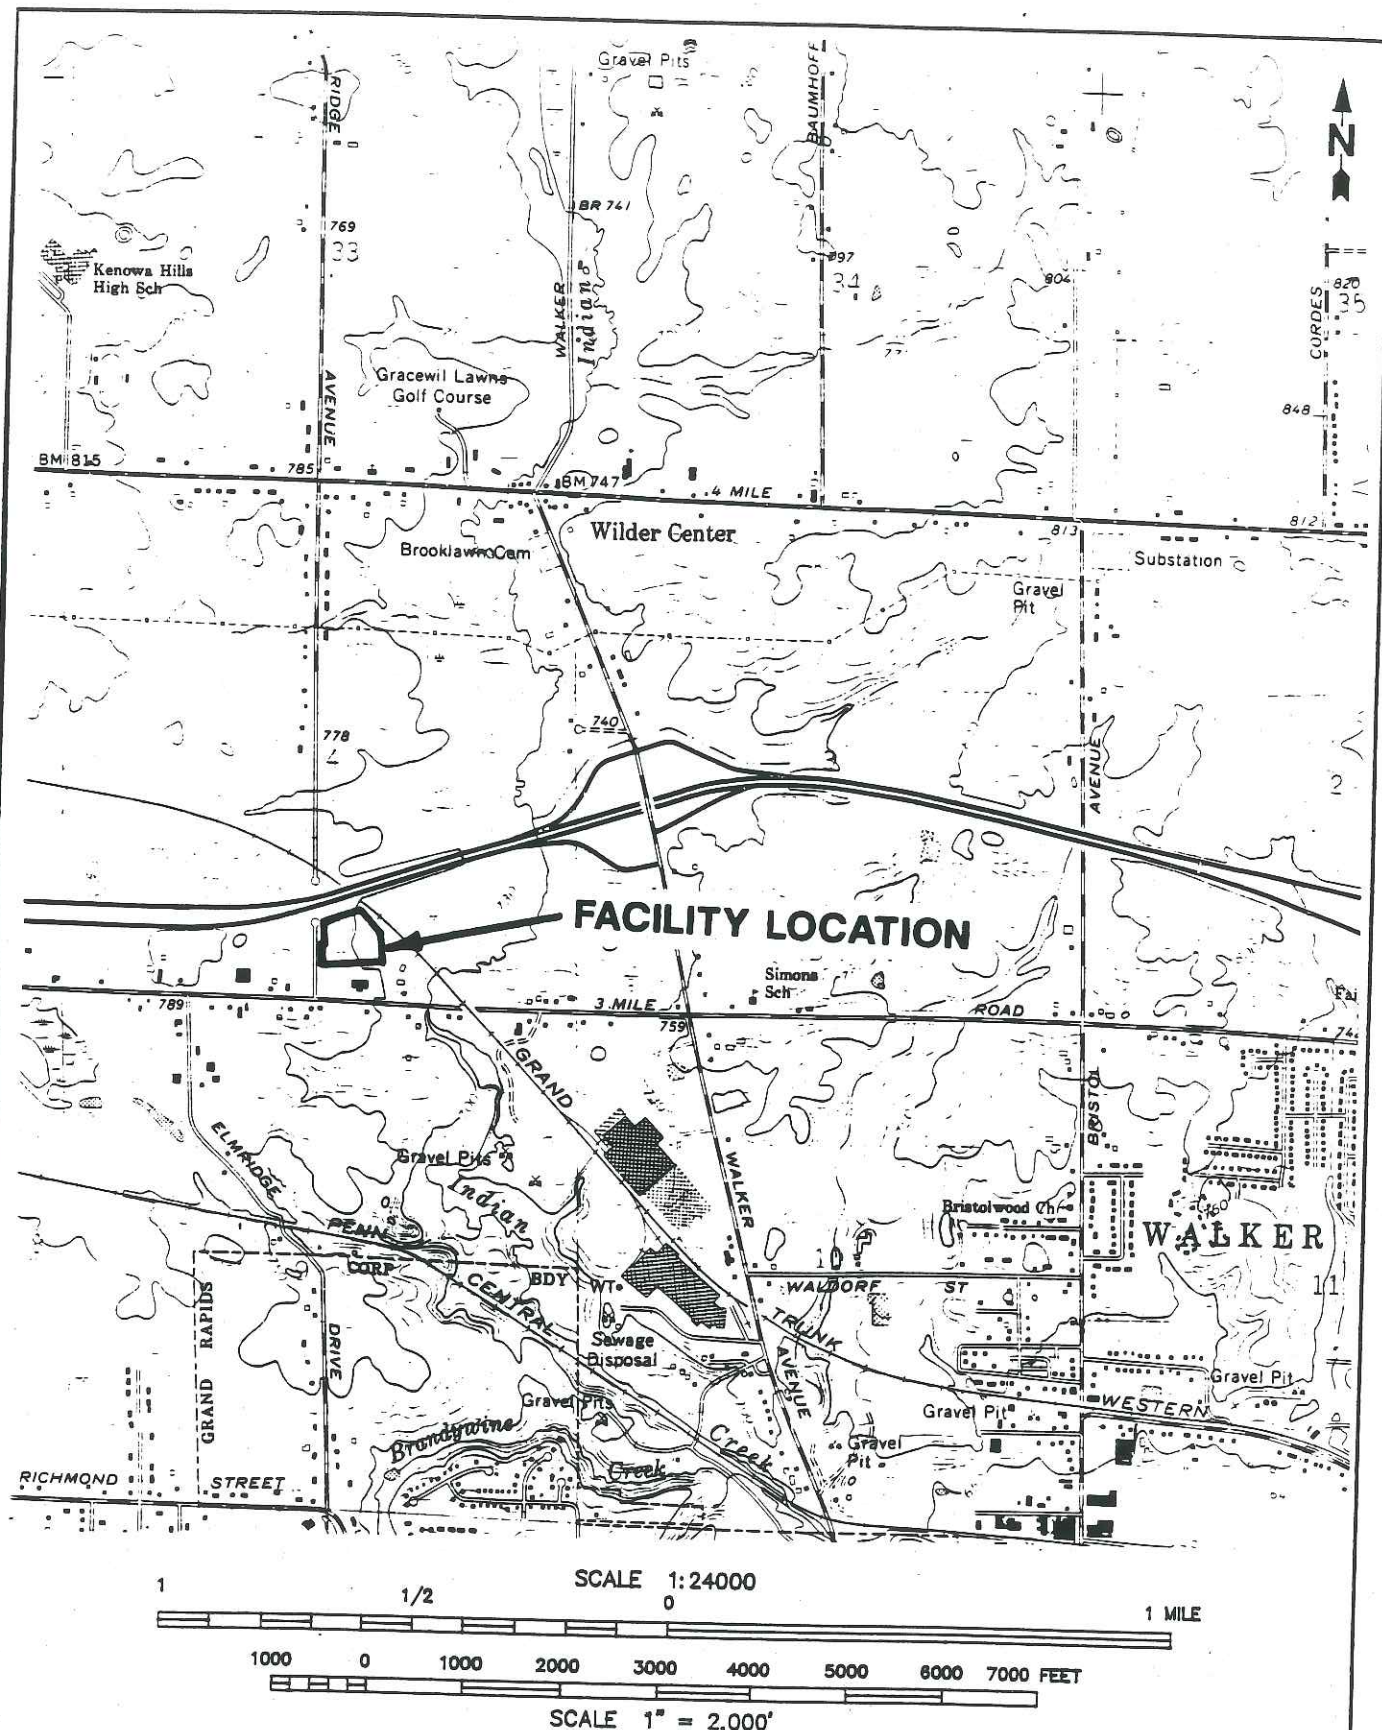 Gravel Pits
BAUMHOFF
RIDGE
N
BR 741
769
33
Kenowa Hills
High Sch
797
34
804
820
35
WALKER
Indian
CORDES
Gracewil Lawns
Golf Course
AVENUE
848
BM 815
785
BM 747
4 MILE
Wilder Center
813
812
Brooklawn Cem
Substation
Gravel
Pit
740
778
4
AVENUE
2
FACILITY LOCATION
Simons
Sch
789
3 MILE
759
ROAD
GRAND
BRISTOL
ELMRIDGE
Gravel Pits
WALKER
Indian
Bristolwood Ch
WALKER
PENN
CORP
BDY
WT
CENTRAL
WALDORF
ST
11
GRAND RAPIDS
DRIVE
Sewage
Disposal
TRUNK
AVENUE
Gravel Pit
Gravel Pits
Gravel Pit
WESTERN
Brandywine
Creek
Creek
Gravel
Pit
RICHMOND
STREET
SCALE 1:24000
1 1/2 0 1 MILE
1000 0 1000 2000 3000 4000 5000 6000 7000 FEET
SCALE 1" = 2,000'